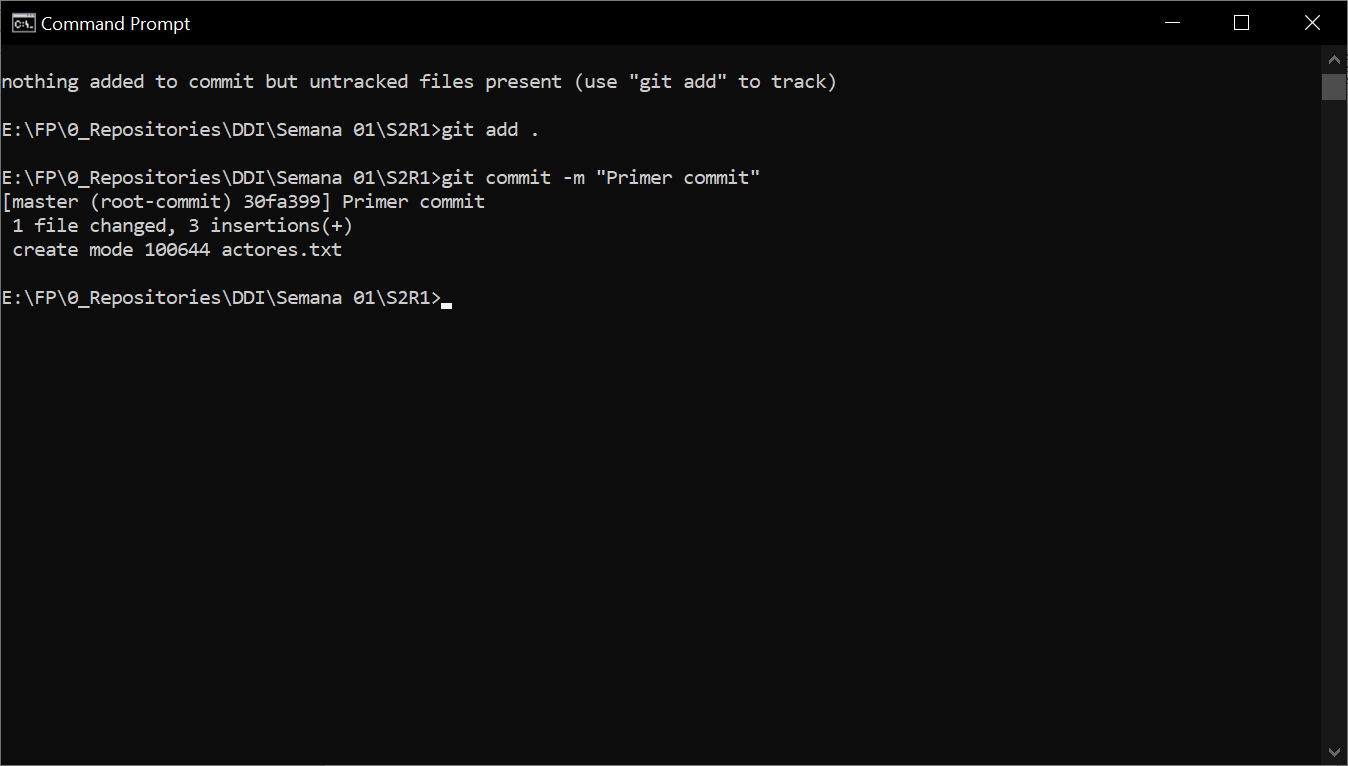 Command Prompt
nothing added to commit but untracked files present (use "git add" to track)
E:\FP\0_Repositories\DDI\Semana 01\S2R1>git add .
E:\FP\0_Repositories\DDI\Semana 01\S2R1>git commit -m "Primer commit"
[master (root-commit) 30fa399] Primer commit
 1 file changed, 3 insertions(+)
 create mode 100644 actores.txt
E:\FP\0_Repositories\DDI\Semana 01\S2R1>